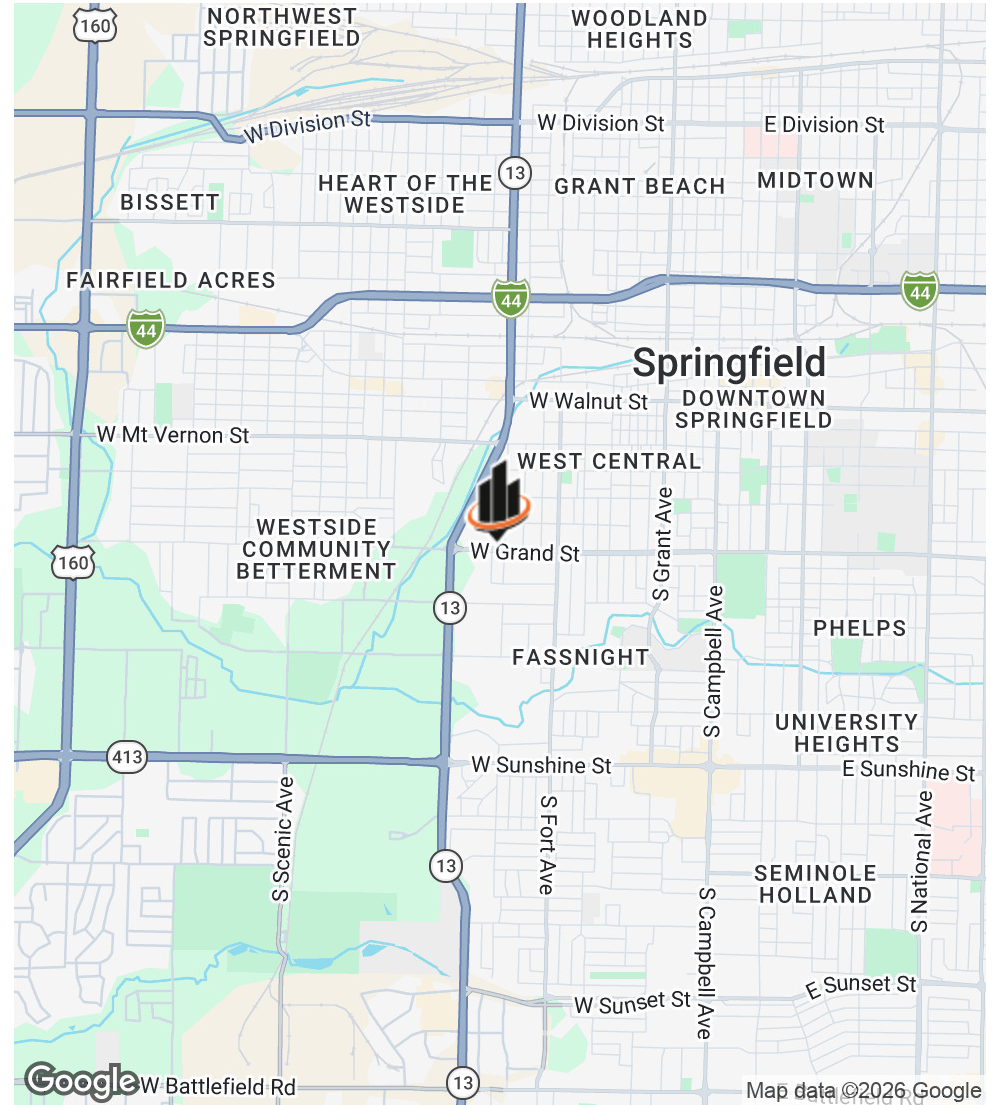 160
NORTHWEST
SPRINGFIELD
WOODLAND
HEIGHTS
W Division St
W Division St
E Division St
13
HEART OF THE
WESTSIDE
GRANT BEACH
MIDTOWN
BISSETT
FAIRFIELD ACRES
44
44
44
Springfield
DOWNTOWN
SPRINGFIELD
W Walnut St
W Mt Vernon St
WEST CENTRAL
S Grant Ave
WESTSIDE
COMMUNITY
BETTERMENT
W Grand St
160
13
S Campbell Ave
PHELPS
FASSNIGHT
UNIVERSITY
HEIGHTS
413
W Sunshine St
E Sunshine St
S Scenic Ave
S Fort Ave
S National Ave
13
SEMINOLE
HOLLAND
S Campbell Ave
W Sunset St
E Sunset St
Google
W Battlefield Rd
13
E Battlefield Rd
Map data ©2026 Google